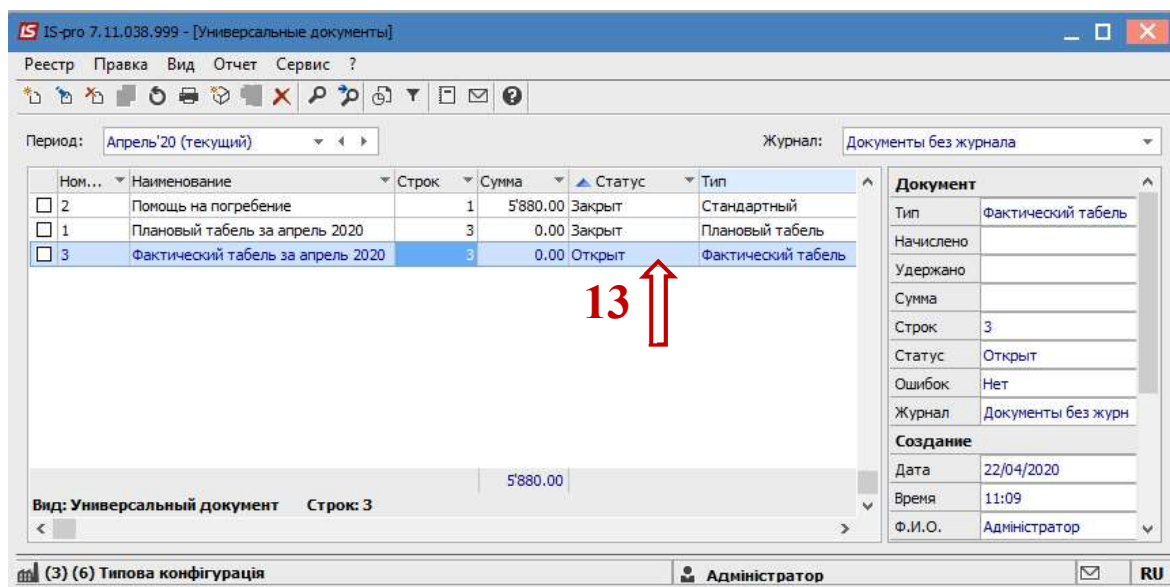 IS IS-pro 7.11.038.999 - [Универсальные документы]
Реестр Правка Вид Отчет Сервис ?
Период: Апрель'20 (текущий) Журнал: Документы без журнала
Ном... Наименование Строк Сумма Статус Тип
2 Помощь на погребение 1 5'880.00 Закрыт Стандартный
1 Плановый табель за апрель 2020 3 0.00 Закрыт Плановый табель
3 Фактический табель за апрель 2020 3 0.00 Открыт Фактический табель
13
5'880.00
Вид: Универсальный документ Строк: 3
Документ
Тип Фактический табель
Начислено
Удержано
Сумма
Строк 3
Статус Открыт
Ошибок Нет
Журнал Документы без журн
Создание
Дата 22/04/2020
Время 11:09
Ф.И.О. Адміністратор
(3) (6) Типова конфігурація Адміністратор RU